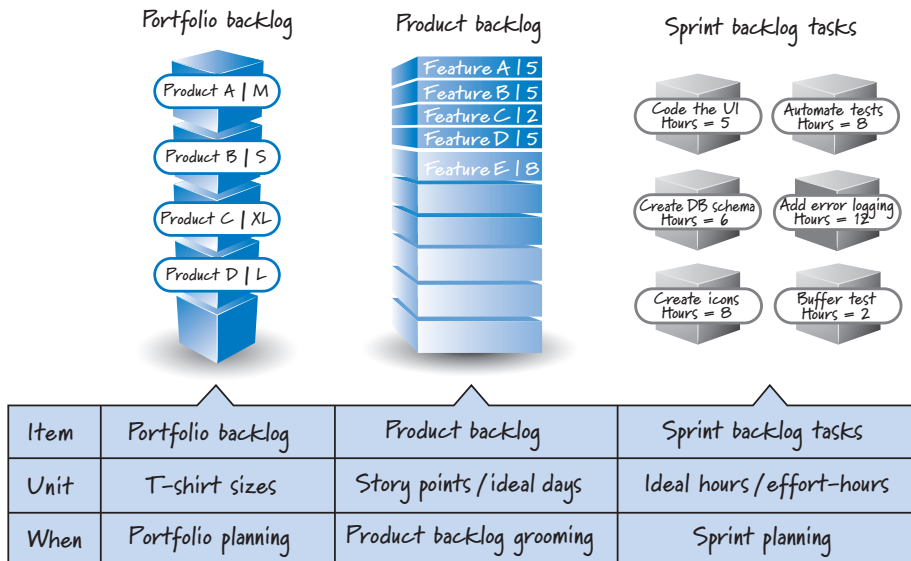 Portfolio backlog
Product A | M
Product B | S
Product C | XL
Product D | L
Product backlog
Feature A | 5
Feature B | 5
Feature C | 2
Feature D | 5
Feature E | 8
Sprint backlog tasks
Code the UI
Hours = 5
Automate tests
Hours = 8
Create DB schema
Hours = 6
Add error logging
Hours = 12
Create icons
Hours = 8
Buffer test
Hours = 2
Item Portfolio backlog Product backlog Sprint backlog tasks
Unit T-shirt sizes Story points/ideal days Ideal hours/effort-hours
When Portfolio planning Product backlog grooming Sprint planning